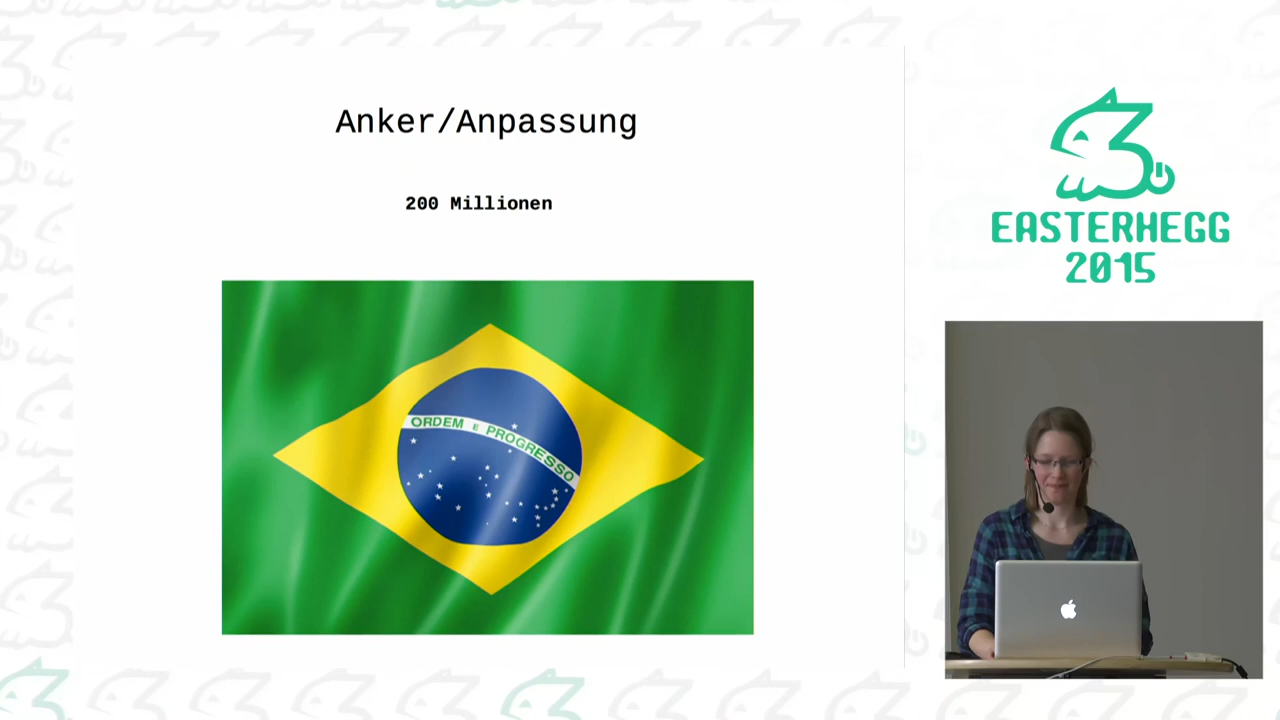 Anker/Anpassung
200 Millionen
ORDEM E PROGRESSO
EASTERHEGG
2015